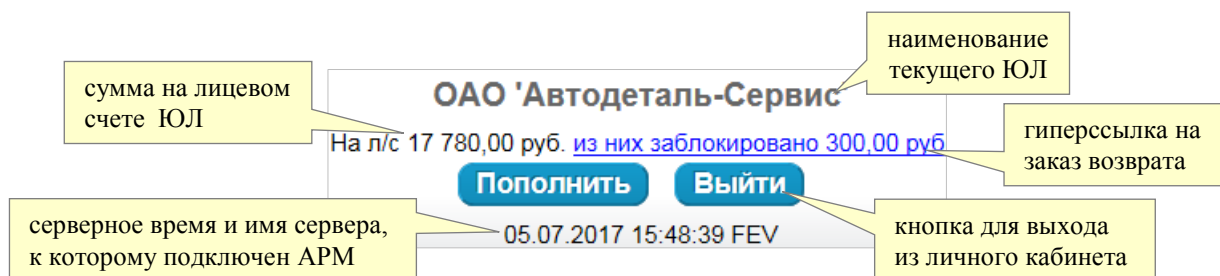 наименование
текущего ЮЛ
сумма на лицевом
счете ЮЛ
ОАО 'Автодеталь-Сервис'
На л/с 17 780,00 руб. из них заблокировано 300,00 руб
гиперссылка на
заказ возврата
Пополнить Выйти
серверное время и имя сервера,
к которому подключен АРМ
05.07.2017 15:48:39 FEV
кнопка для выхода
из личного кабинета